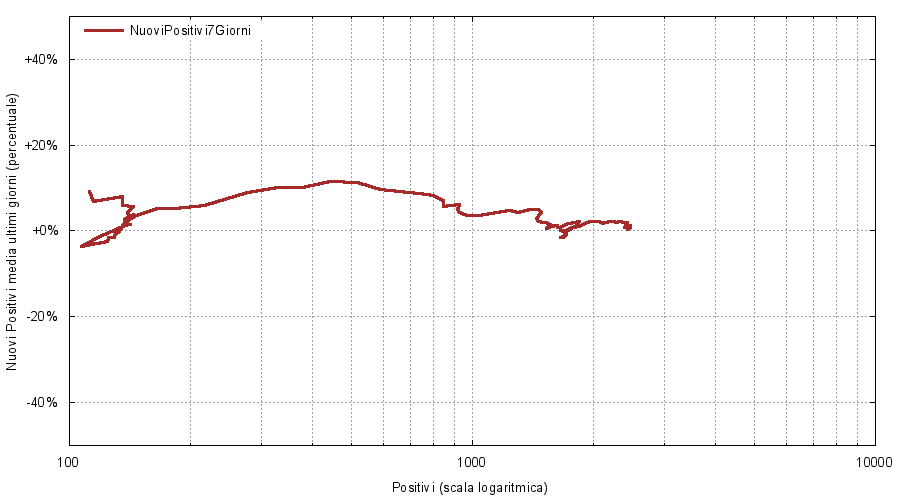 NuoviPositivi7Giorni
+40%
+20%
+0%
-20%
-40%
Nuovi Positivi media ultimi giorni (percentuale)
100
1000
10000
Positivi (scala logaritmica)